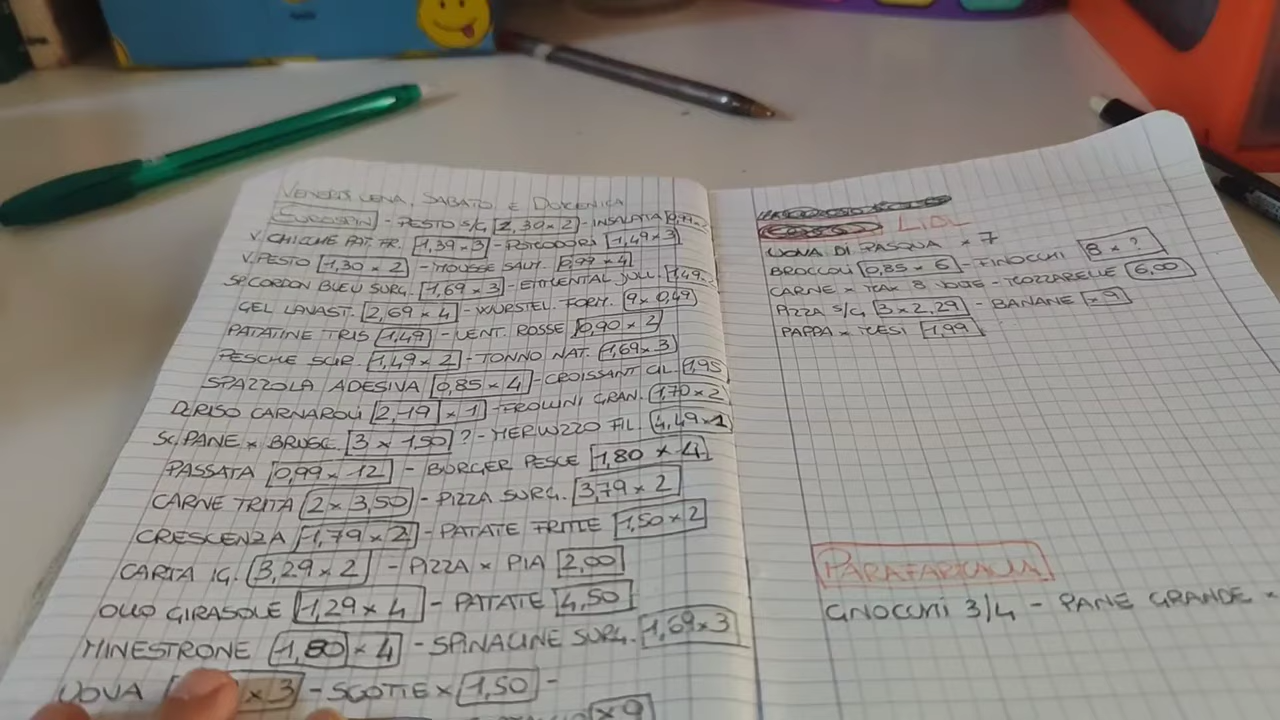 VENERDÌ CENA, SABATO E DOMENICA
EUROSPIN - PESTO S/G 2,30 x 2 - INSALATA
V. CHICCHE PAT. FR. 1,39 x 3 - POMODORI 1,49 x 3
V. PESTO 1,30 x 2 - MOUSSE SALM. 0,99 x 4
SP. CORDON BLEU SURG. 1,69 x 3 - EMMENTAL JUL. 1,49
GEL LAVAST. 2,69 x 4 - WURSTEL FORM. 9 x 0,49
PATATINE TRIS 1,49 - LENT. ROSSE 0,90 x 2
PESCHE SCIR. 1,49 x 2 - TONNO NAT. 1,69 x 3
SPAZZOLA ADESIVA 0,85 x 4 - CROISSANT CIL. 1,95
D. RISO CARNAROLI 2,19 x 1 - FROLLINI GRAN. 1,70 x 2
SC. PANE x BRUSC. 3 x 1,50 ? - MERLUZZO FIL. 4,49 x 2
PASSATA 0,99 x 12 - BURGER PESCE 1,80 x 4
CARNE TRITA 2 x 3,50 - PIZZA SURG. 3,79 x 2
CRESCENZA 1,79 x 2 - PATATE FRITTE 1,50 x 2
CARTA IG. 3,29 x 2 - PIZZA x PIA 2,00
OLIO GIRASOLE 1,29 x 4 - PATATE 4,50
MINESTRONE 1,80 x 4 - SPINACINE SURG. 1,69 x 3
UOVA x 3 - SGOTTIE x 1,50 -
x 9
LIDL
UOVA DI PASQUA x 7
BROCCOLI 0,85 x 6 - FINOCCHI 8 x ?
CARNE x MAX 8 VOLTE - MOZZARELLE 6,00
PIZZA S/G 3 x 2,29 - BANANE x 9
PAPPA x MESI 1,99
PARAFARMACIA
GNOCCHI 3/4 - PANE GRANDE x